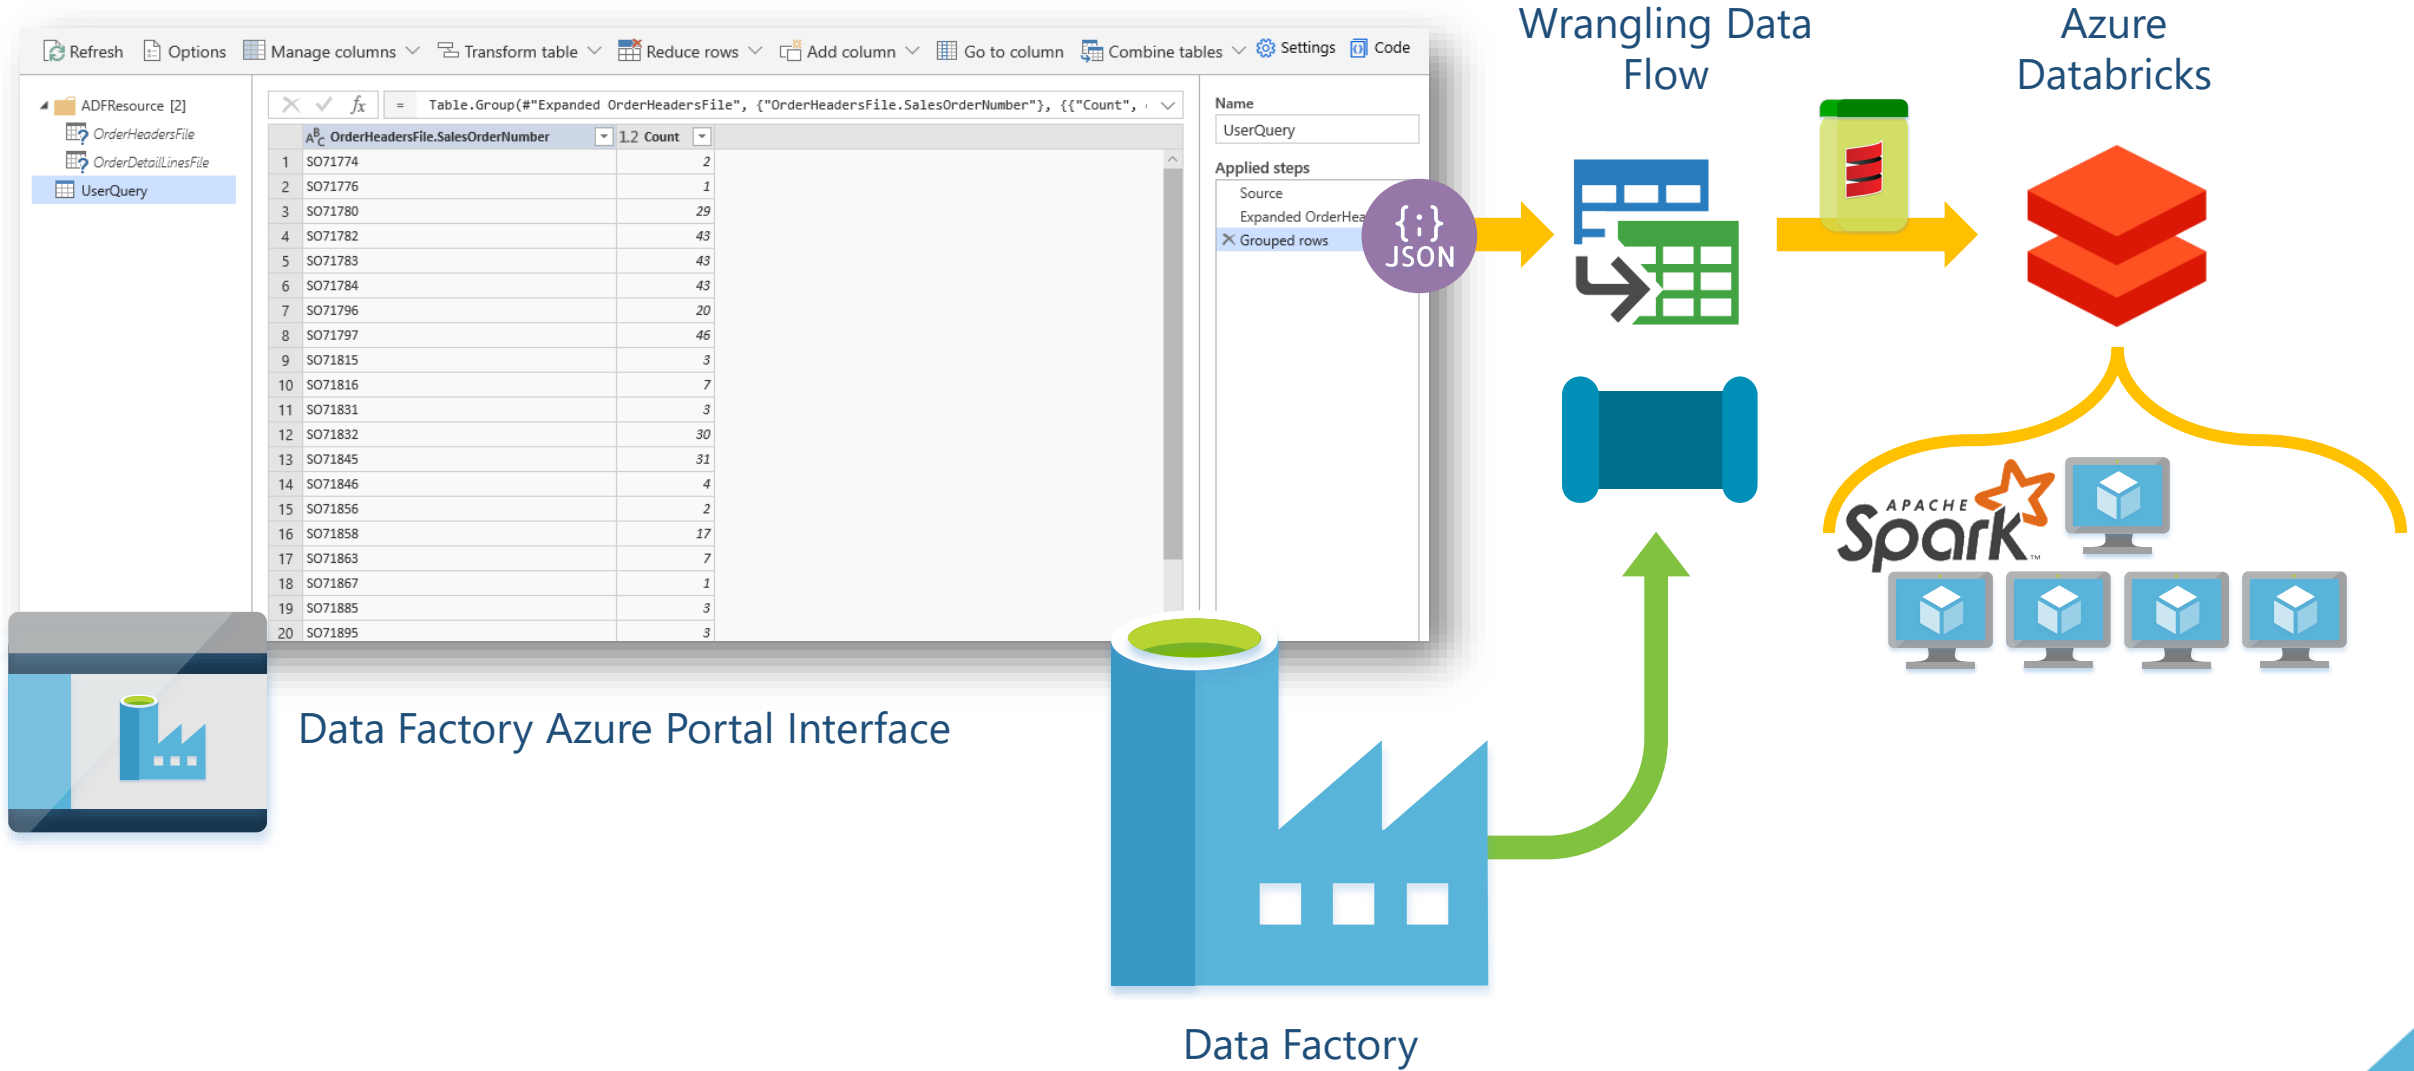 Refresh Options Manage columns Transform table Reduce rows Add column Go to column Combine tables Settings Code
ADFResource [2]
OrderHeadersFile
OrderDetailLinesFile
UserQuery
fx = Table.Group(#"Expanded OrderHeadersFile", {"OrderHeadersFile.SalesOrderNumber"}, {{"Count",
ABC OrderHeadersFile.SalesOrderNumber 1.2 Count
1 SO71774 2
2 SO71776 1
3 SO71780 29
4 SO71782 43
5 SO71783 43
6 SO71784 43
7 SO71796 20
8 SO71797 46
9 SO71815 3
10 SO71816 7
11 SO71831 3
12 SO71832 30
13 SO71845 31
14 SO71846 4
15 SO71856 2
16 SO71858 17
17 SO71863 7
18 SO71867 1
19 SO71885 3
20 SO71895 3
Name
UserQuery
Applied steps
Source
Expanded OrderHea
Grouped rows
{;}
JSON
Wrangling Data
Flow
Azure
Databricks
APACHE
Spark™
Data Factory Azure Portal Interface
Data Factory